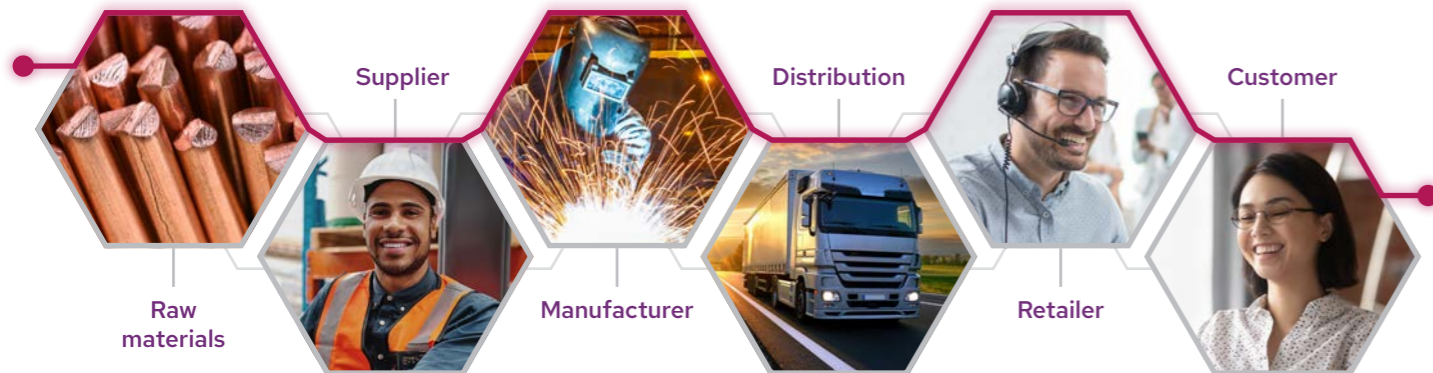 Raw
materials
Supplier
Manufacturer
Distribution
Retailer
Customer